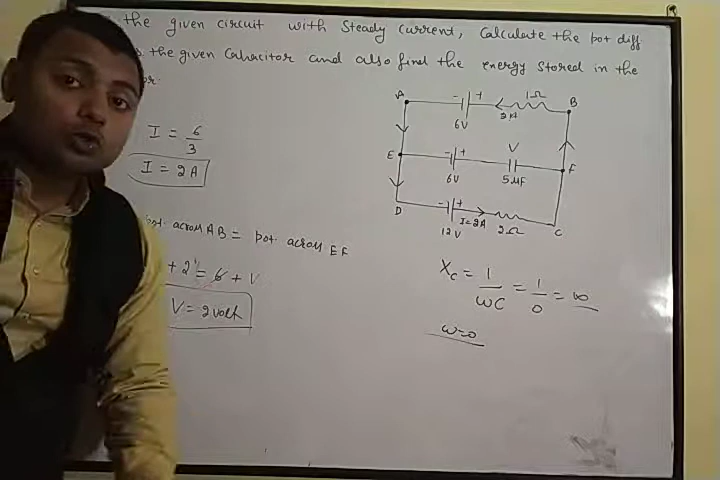 the given circuit with Steady current, Calculate the pot diff
the given Capacitor and also find the energy stored in the
or.
I = 6/3
I = 2A
pot across AB = pot across EF
+ 2 = 6 + V
V = 2 volt
A
- +
6V
1Ω
2A
B
E
- +
6V
V
5μF
F
D
- +
12V
I=2A
2Ω
C
Xc = 1/ωC = 1/0 = ∞
ω=0